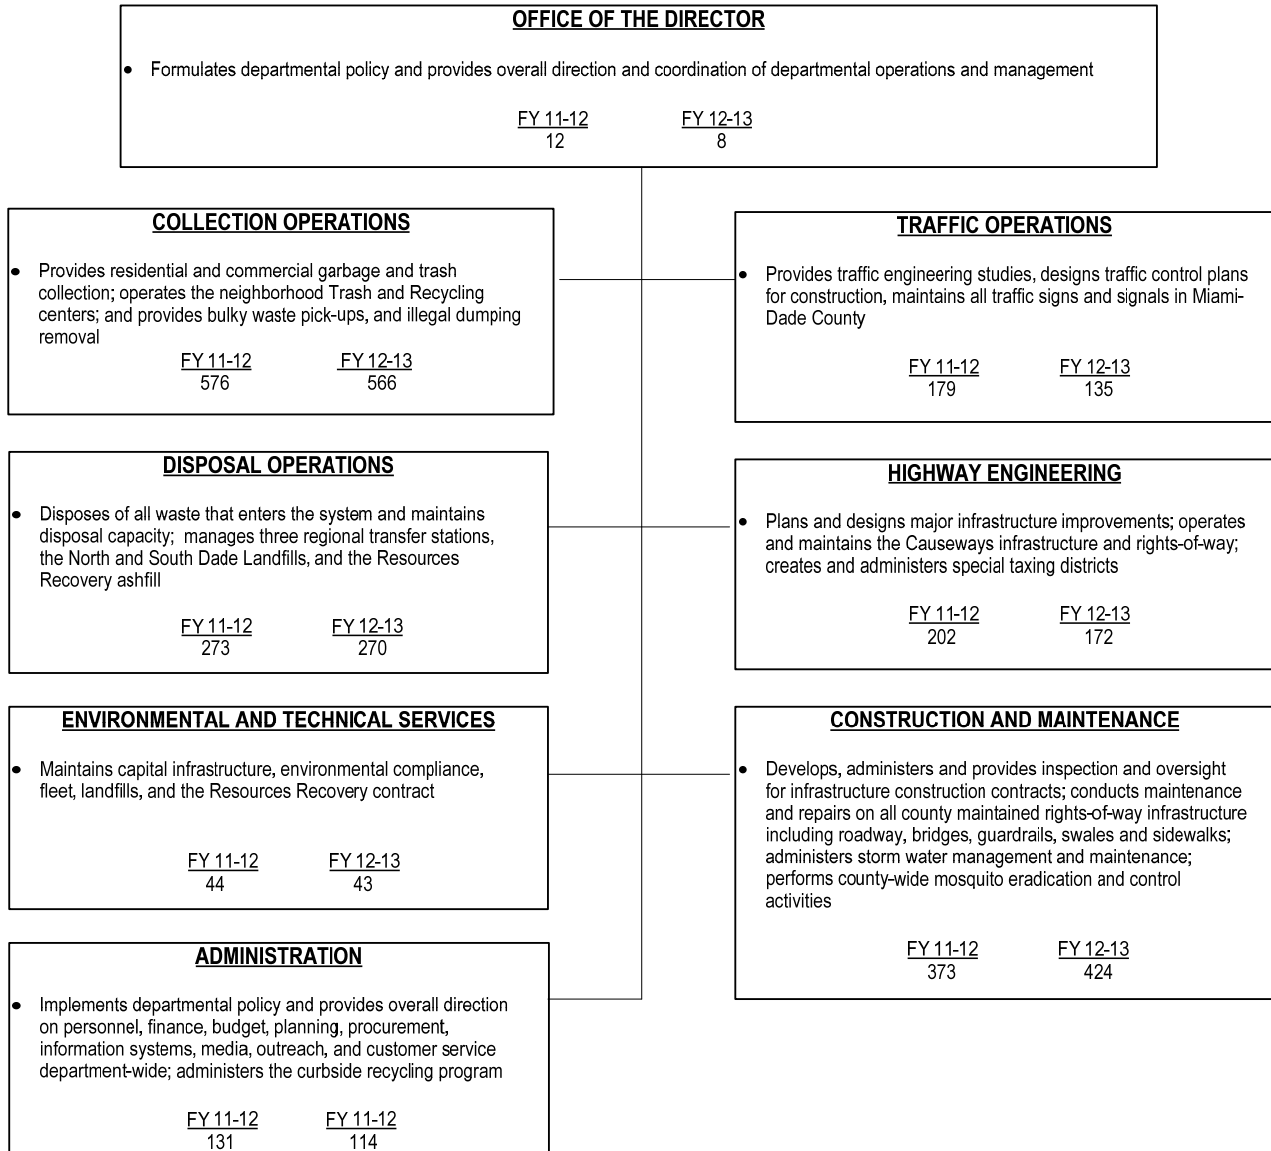 OFFICE OF THE DIRECTOR
• Formulates departmental policy and provides overall direction and coordination of departmental operations and management
FY 11-12 FY 12-13
12 8
COLLECTION OPERATIONS
• Provides residential and commercial garbage and trash
collection; operates the neighborhood Trash and Recycling
centers; and provides bulky waste pick-ups, and illegal dumping
removal
FY 11-12 FY 12-13
576 566
TRAFFIC OPERATIONS
• Provides traffic engineering studies, designs traffic control plans
for construction, maintains all traffic signs and signals in Miami-
Dade County
FY 11-12 FY 12-13
179 135
DISPOSAL OPERATIONS
• Disposes of all waste that enters the system and maintains
disposal capacity; manages three regional transfer stations,
the North and South Dade Landfills, and the Resources
Recovery ashfill
FY 11-12 FY 12-13
273 270
HIGHWAY ENGINEERING
• Plans and designs major infrastructure improvements; operates
and maintains the Causeways infrastructure and rights-of-way;
creates and administers special taxing districts
FY 11-12 FY 12-13
202 172
ENVIRONMENTAL AND TECHNICAL SERVICES
• Maintains capital infrastructure, environmental compliance,
fleet, landfills, and the Resources Recovery contract
FY 11-12 FY 12-13
44 43
CONSTRUCTION AND MAINTENANCE
• Develops, administers and provides inspection and oversight
for infrastructure construction contracts; conducts maintenance
and repairs on all county maintained rights-of-way infrastructure
including roadway, bridges, guardrails, swales and sidewalks;
administers storm water management and maintenance;
performs county-wide mosquito eradication and control
activities
FY 11-12 FY 12-13
373 424
ADMINISTRATION
• Implements departmental policy and provides overall direction
on personnel, finance, budget, planning, procurement,
information systems, media, outreach, and customer service
department-wide; administers the curbside recycling program
FY 11-12 FY 12-13
131 114